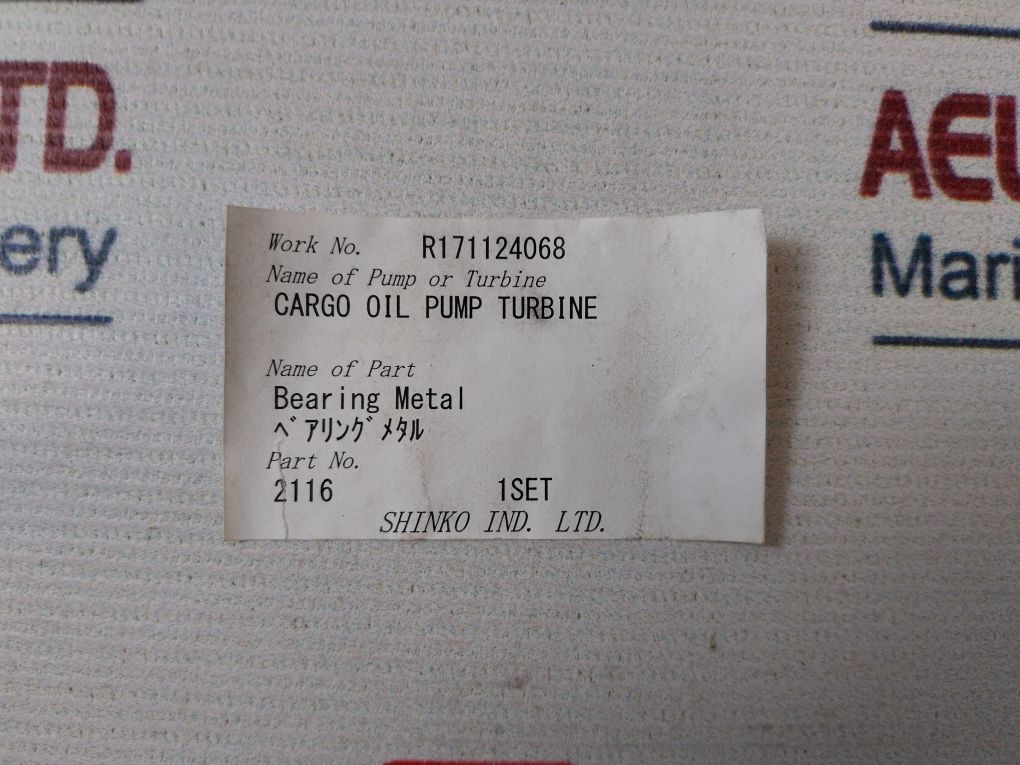 TD.
ery
AEU
Mari
Work No. R171124068
Name of Pump or Turbine
CARGO OIL PUMP TURBINE
Name of Part
Bearing Metal
ﾍﾞｱﾘﾝｸﾞﾒﾀﾙ
Part No.
2116 1SET
SHINKO IND. LTD.